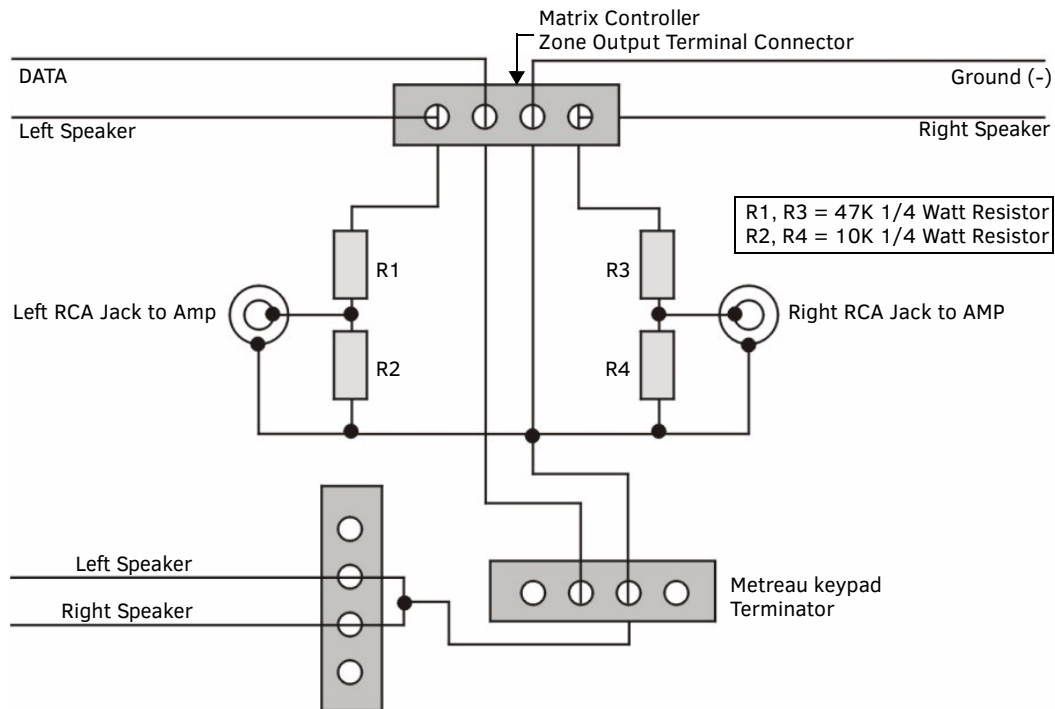 Matrix Controller
Zone Output Terminal Connector
DATA
Ground (-)
Left Speaker
Right Speaker
R1, R3 = 47K 1/4 Watt Resistor
R2, R4 = 10K 1/4 Watt Resistor
R1
R3
Left RCA Jack to Amp
Right RCA Jack to AMP
R2
R4
Left Speaker
Right Speaker
Metreau keypad
Terminator